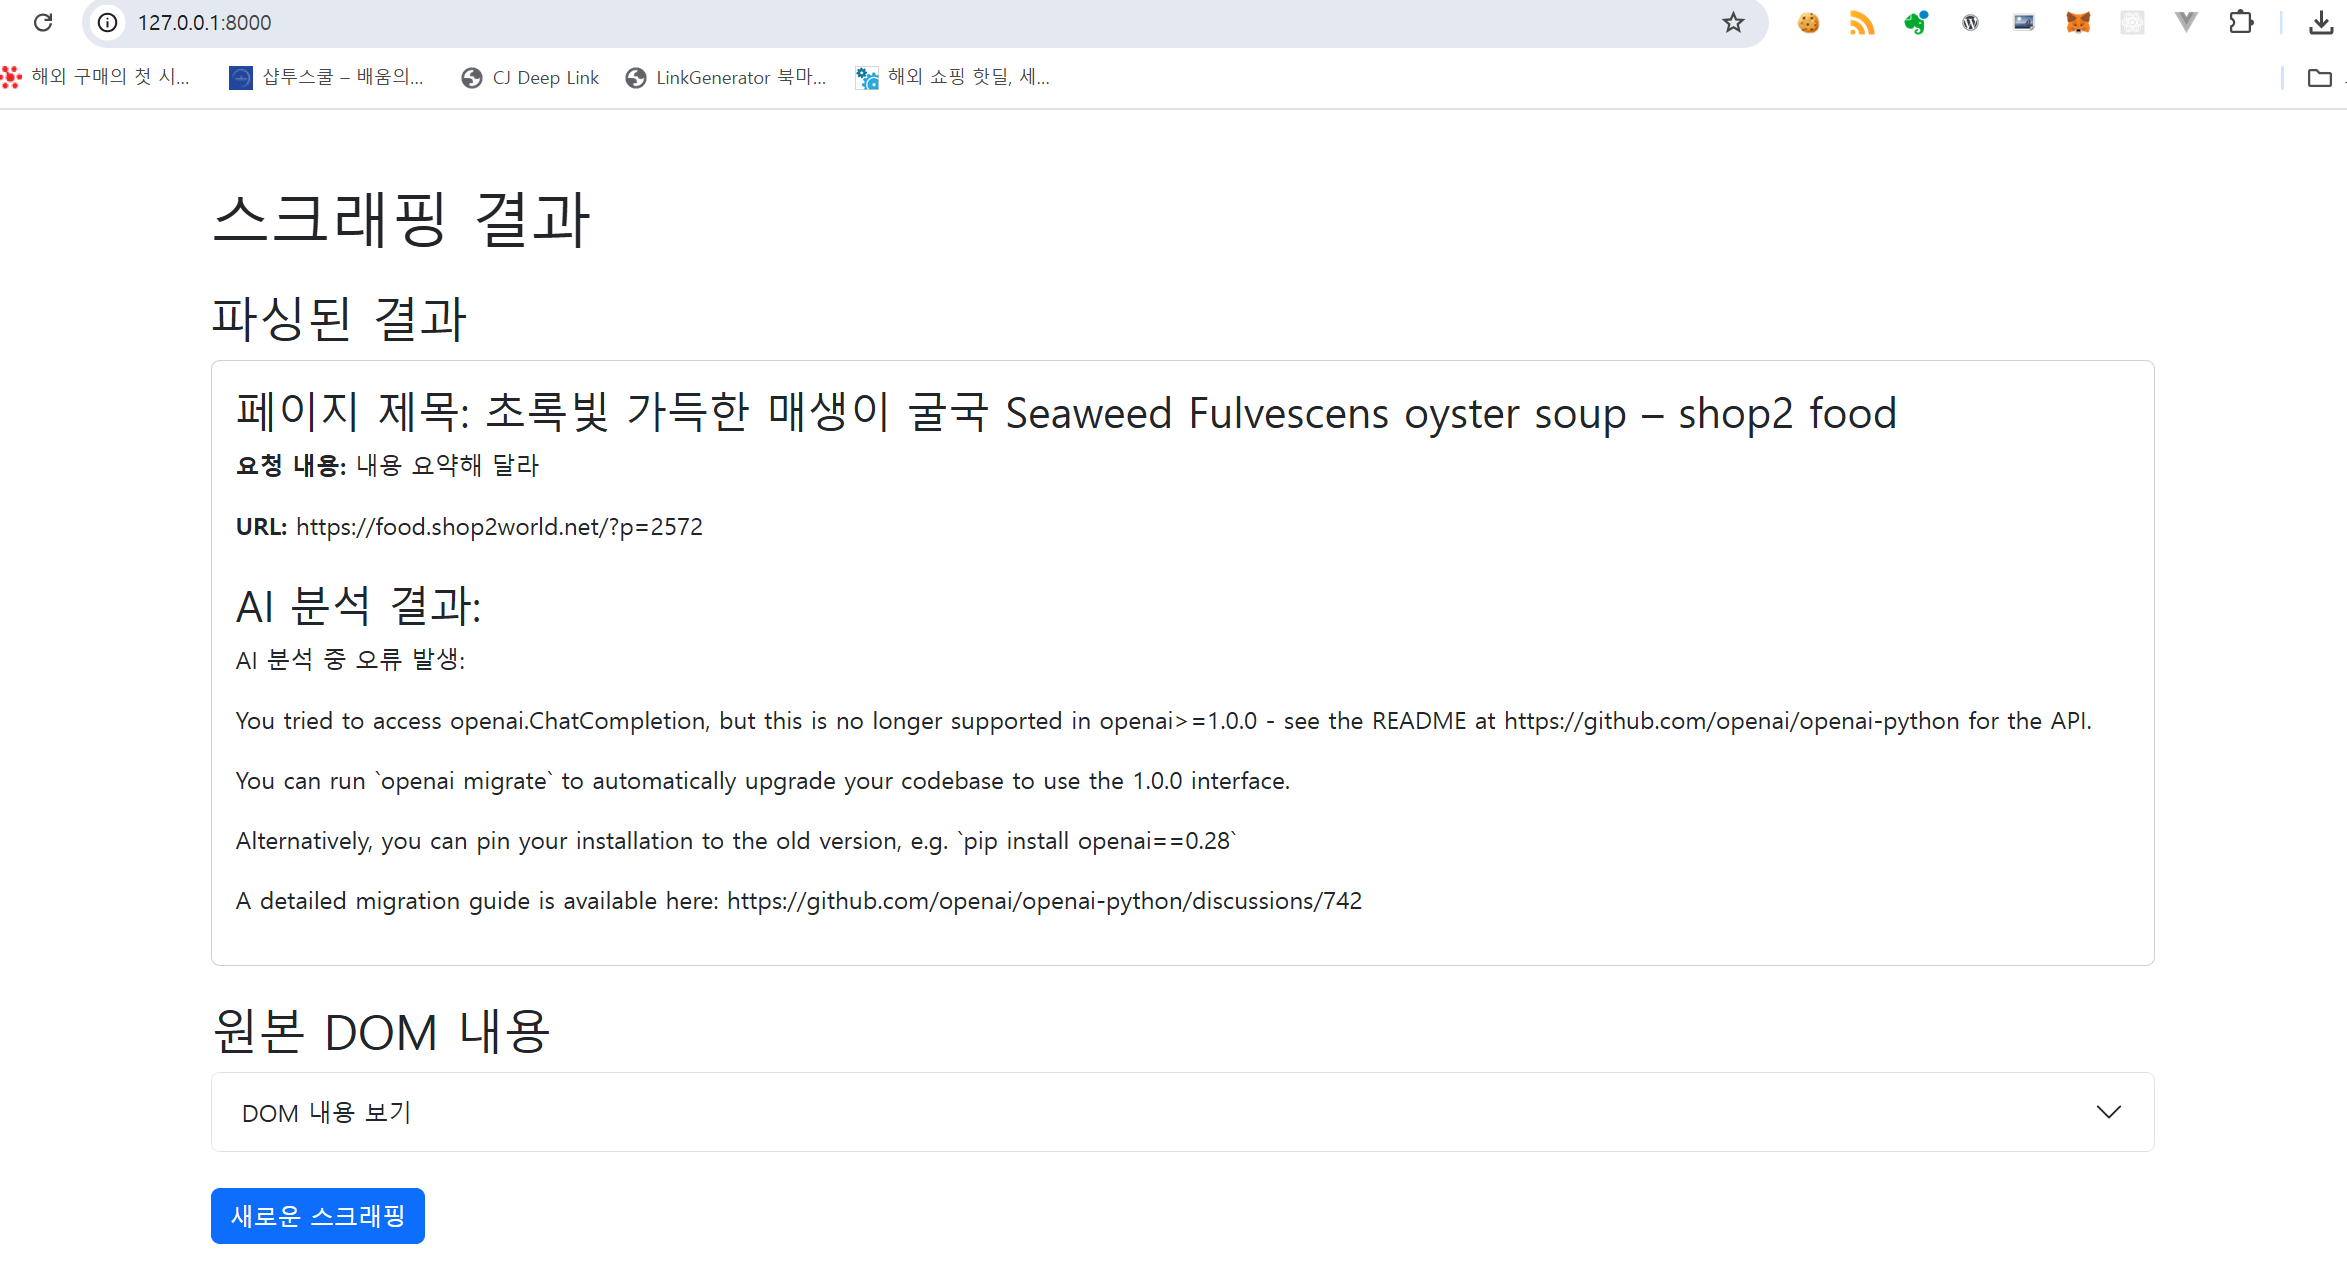 127.0.0.1:8000
해외 구매의 첫 시...
샵투스쿨 – 배움의...
CJ Deep Link
LinkGenerator 북마...
해외 쇼핑 핫딜, 세...
스크래핑 결과
파싱된 결과
페이지 제목: 초록빛 가득한 매생이 굴국 Seaweed Fulvescens oyster soup – shop2 food
요청 내용: 내용 요약해 달라
URL: https://food.shop2world.net/?p=2572
AI 분석 결과:
AI 분석 중 오류 발생:
You tried to access openai.ChatCompletion, but this is no longer supported in openai>=1.0.0 - see the README at https://github.com/openai/openai-python for the API.
You can run `openai migrate` to automatically upgrade your codebase to use the 1.0.0 interface.
Alternatively, you can pin your installation to the old version, e.g. `pip install openai==0.28`
A detailed migration guide is available here: https://github.com/openai/openai-python/discussions/742
원본 DOM 내용
DOM 내용 보기
새로운 스크래핑